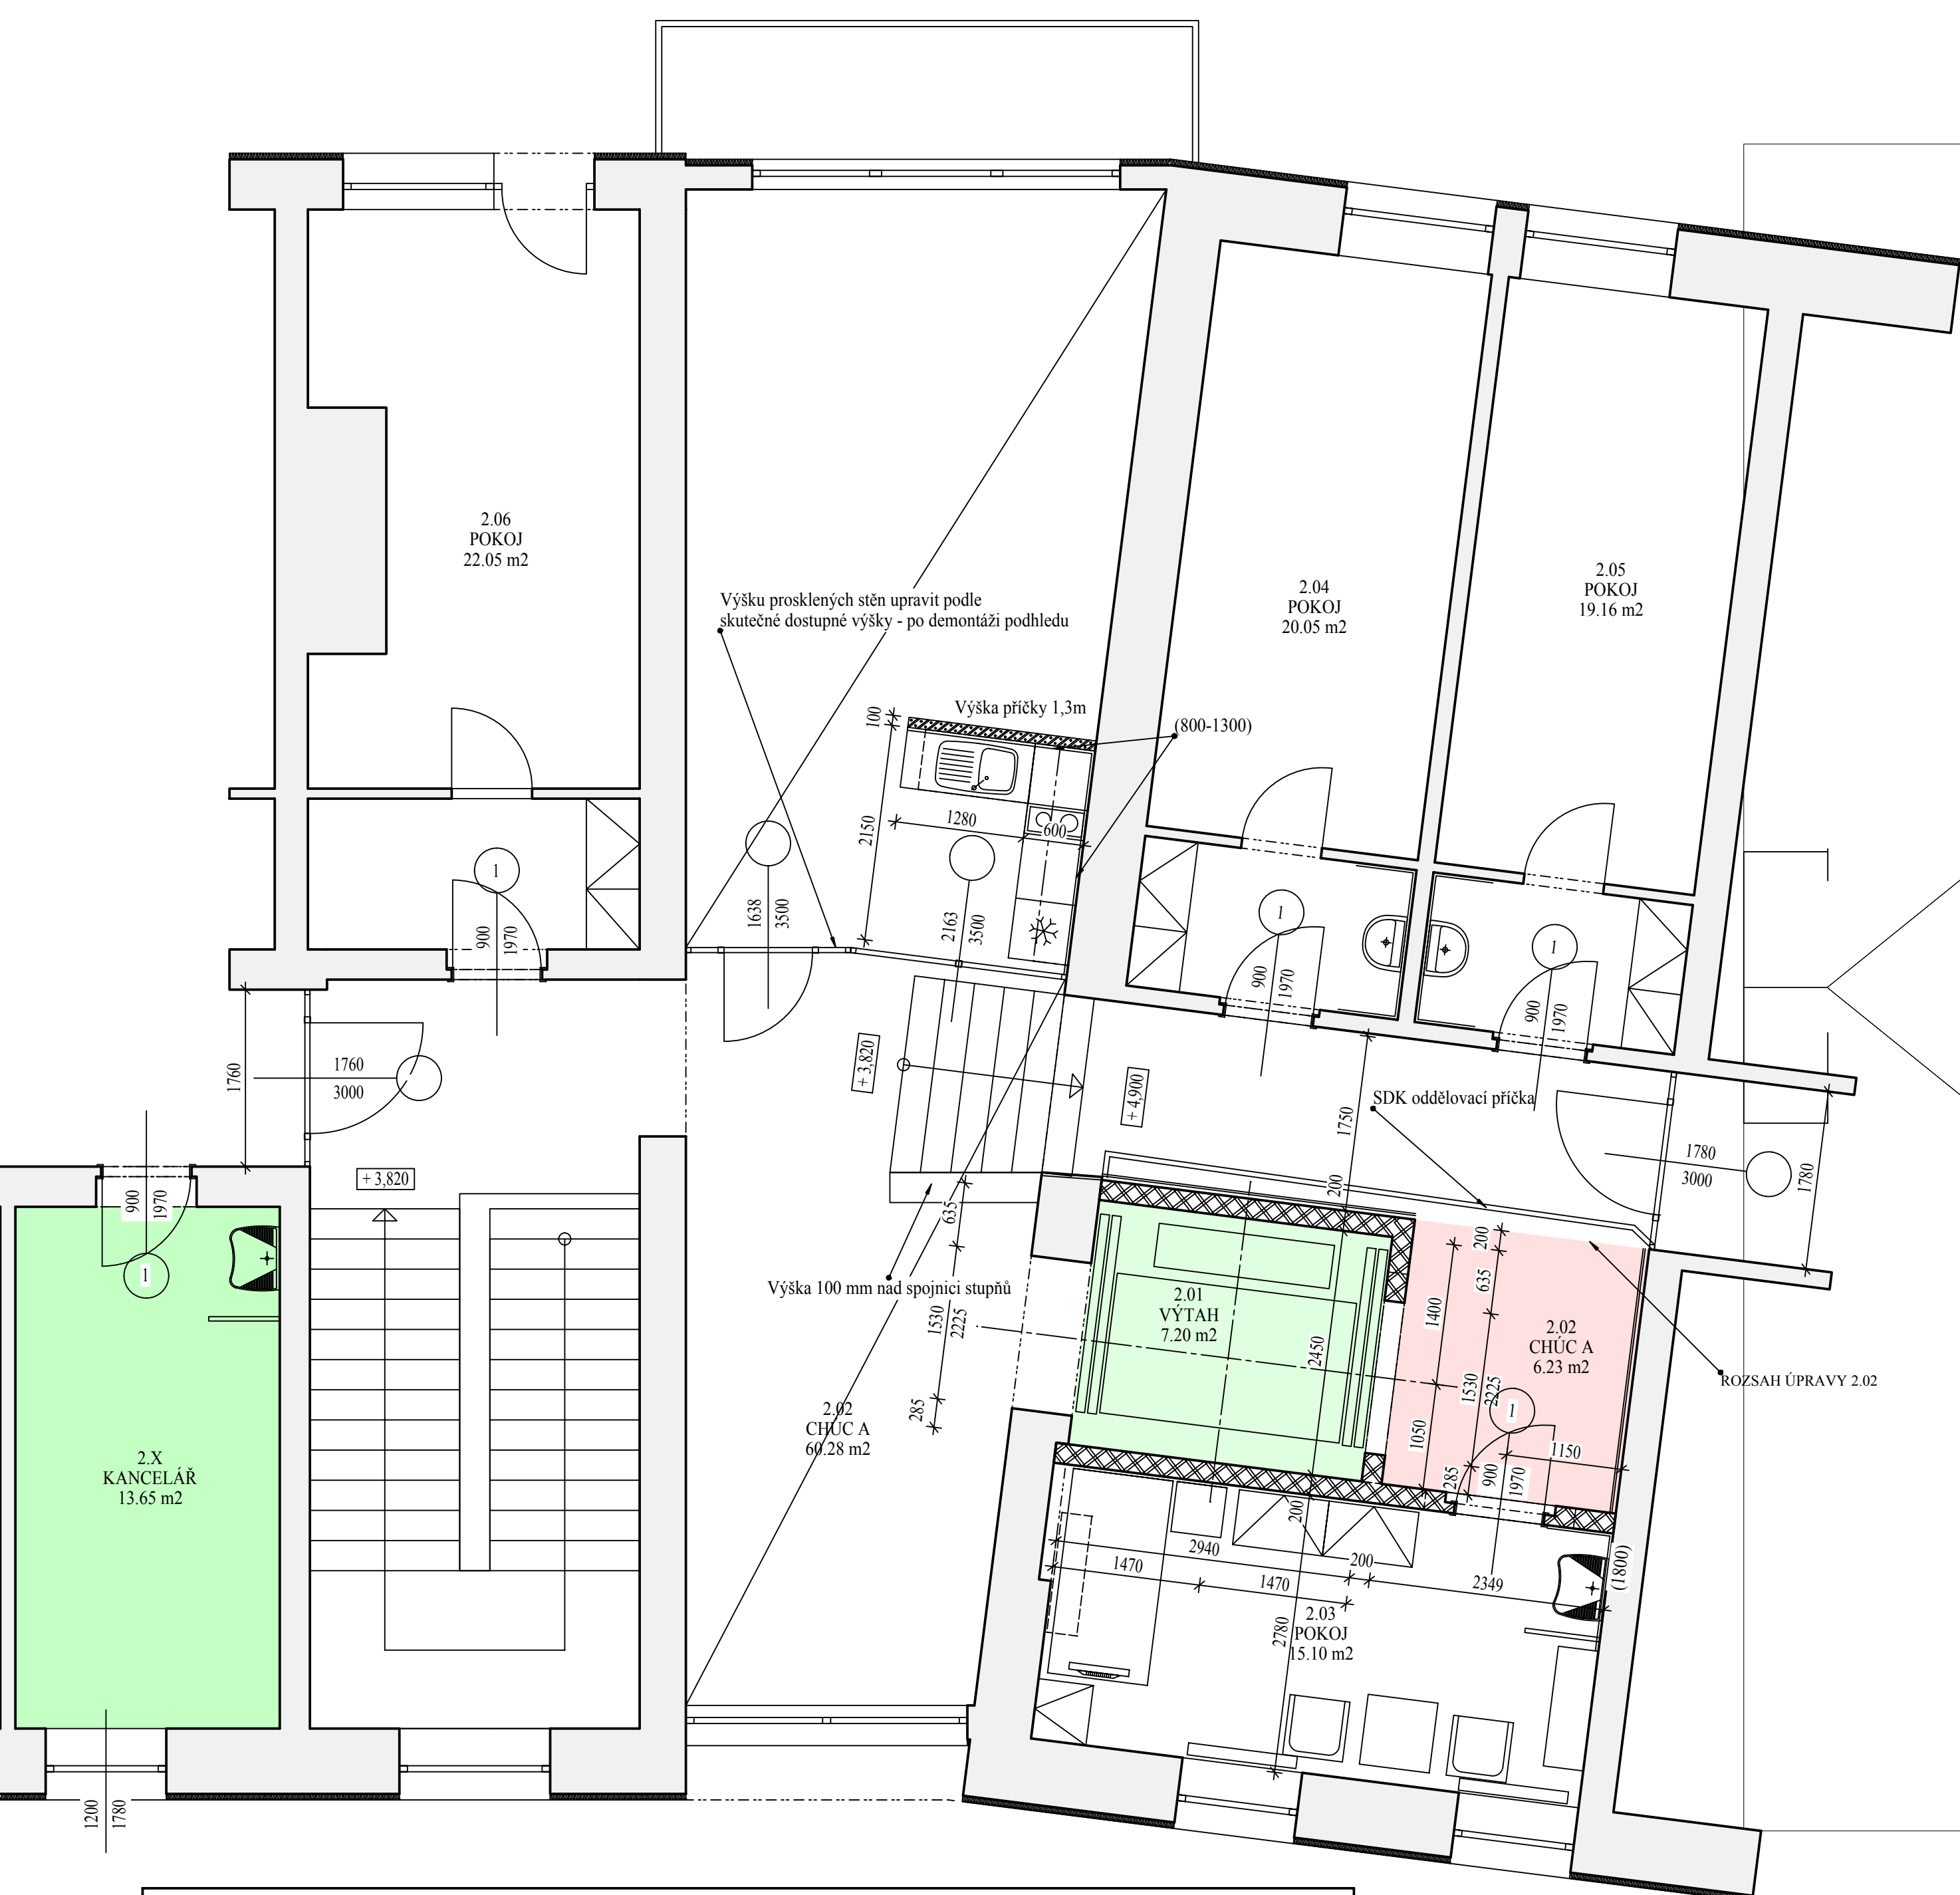 2.06
POKOJ
22.05 m2
2.04
POKOJ
20.05 m2
2.05
POKOJ
19.16 m2
Výšku prosklených stěn upravit podle
skutečné dostupné výšky - po demontáži podhledu
Výška příčky 1,3m
(800-1300)
100
2150
1280
600
1638
3500
2163
3500
1
900
1970
1
900
1970
1
900
1970
1760
1760
3000
+ 3,820
+ 4,900
1750
SDK oddělovací příčka
1780
3000
1780
+ 3,820
900
1970
1
200
635
Výška 100 mm nad spojnici stupňů
1530
2225
285
2.01
VÝTAH
7.20 m2
2450
200
635
1400
1530
2225
1050
285
2.02
CHÚC A
6.23 m2
ROZSAH ÚPRAVY 2.02
1
900
1970
1150
2.02
CHÚC A
60.28 m2
2.X
KANCELÁŘ
13.65 m2
200
2940
200
1470
1470
2349
(1800)
2780
2.03
POKOJ
15.10 m2
1200
1780